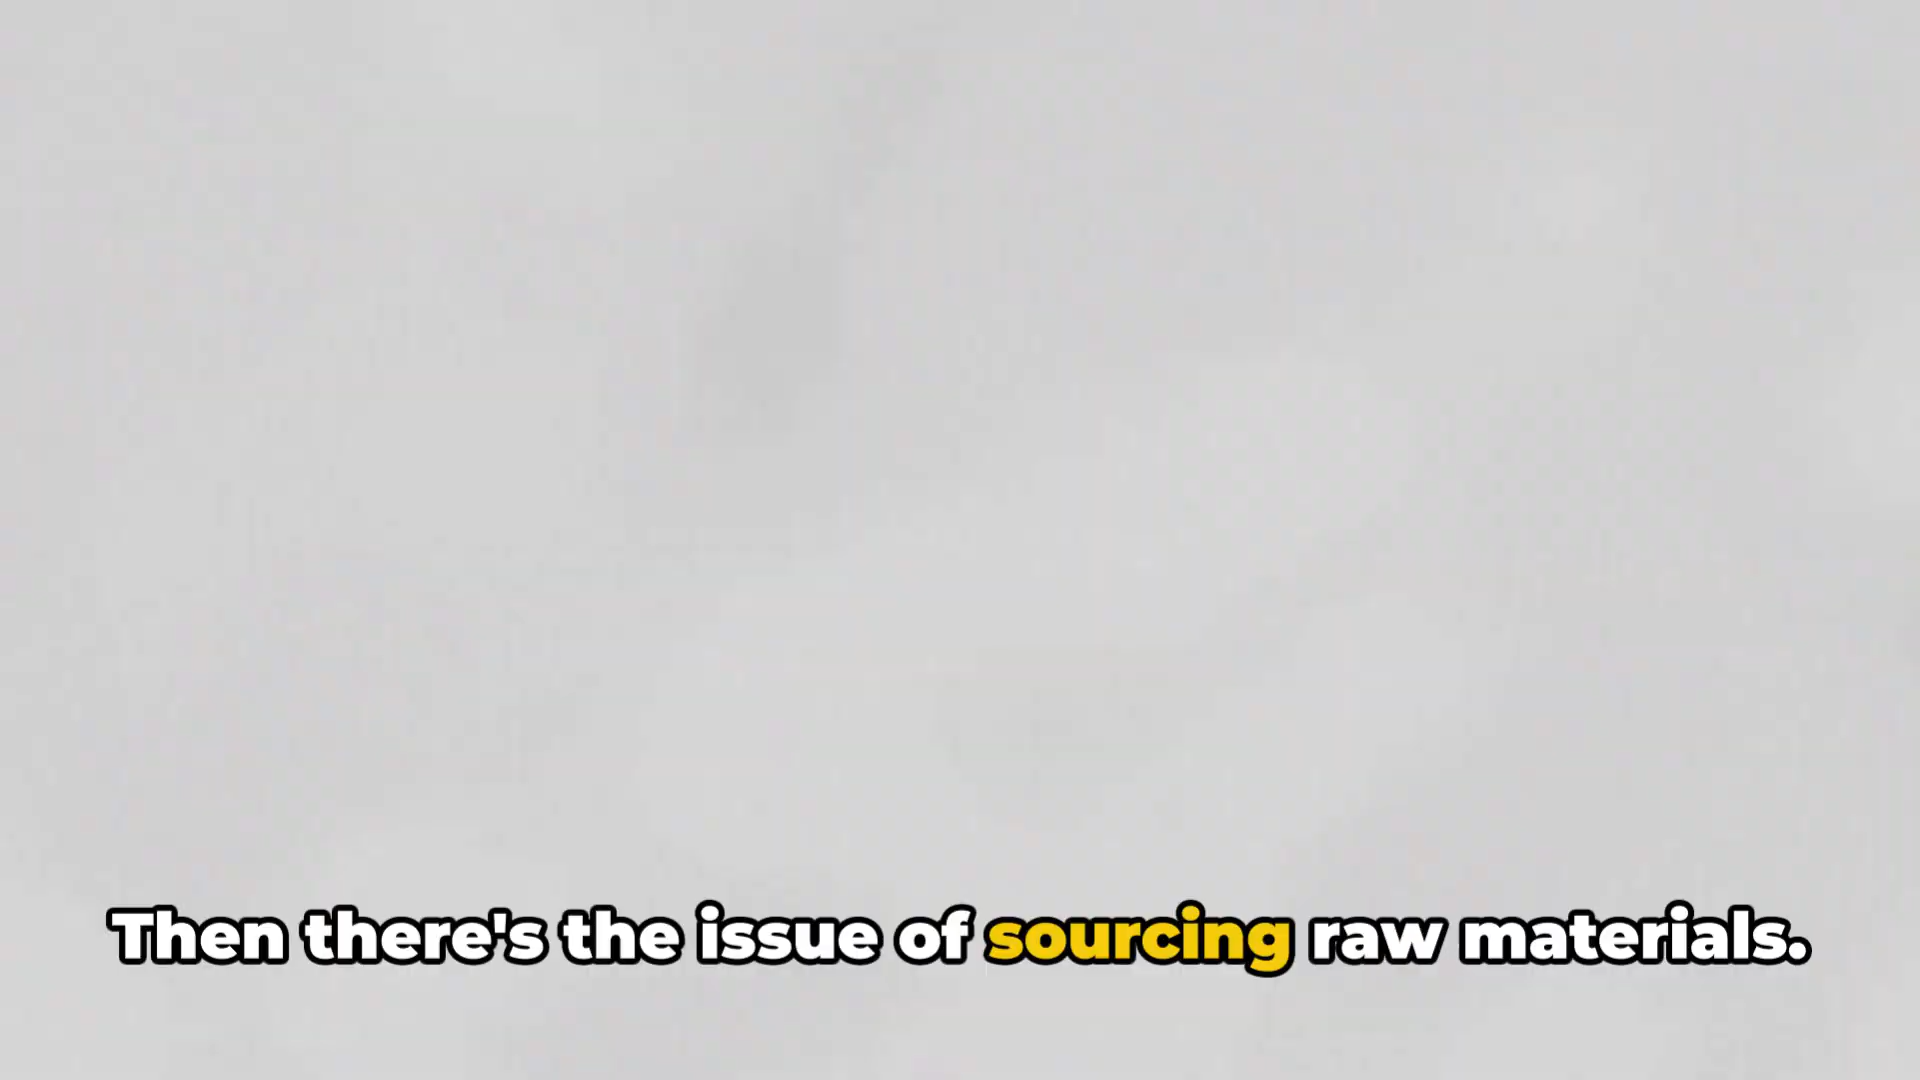 Then there's the issue of sourcing raw materials.